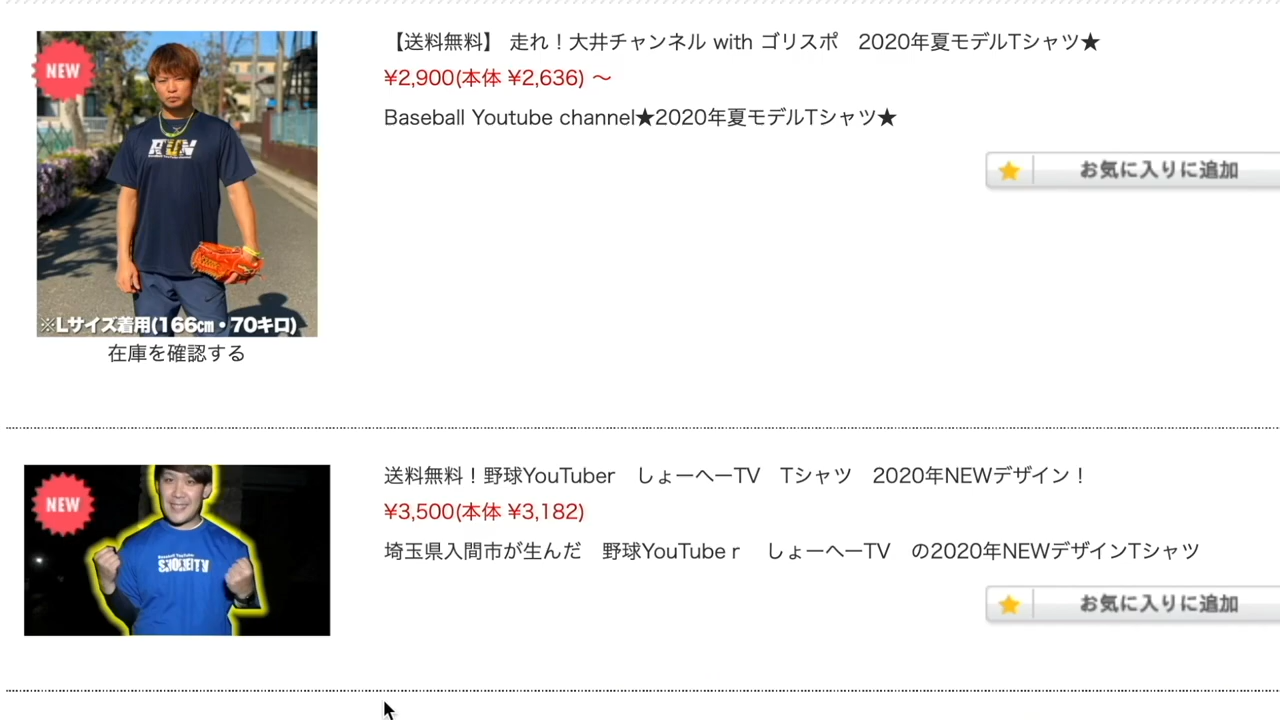 NEW
RUN
※Lサイズ着用(166㎝・70キロ)
在庫を確認する
【送料無料】 走れ！大井チャンネル with ゴリスポ　2020年夏モデルTシャツ★
¥2,900(本体 ¥2,636) ～
Baseball Youtube channel★2020年夏モデルTシャツ★
お気に入りに追加
NEW
Baseball YouTuber
SHOHEITV
送料無料！野球YouTuber　しょーへーTV　Tシャツ　2020年NEWデザイン！
¥3,500(本体 ¥3,182)
埼玉県入間市が生んだ　野球YouTubeｒ　しょーへーTV　の2020年NEWデザインTシャツ
お気に入りに追加